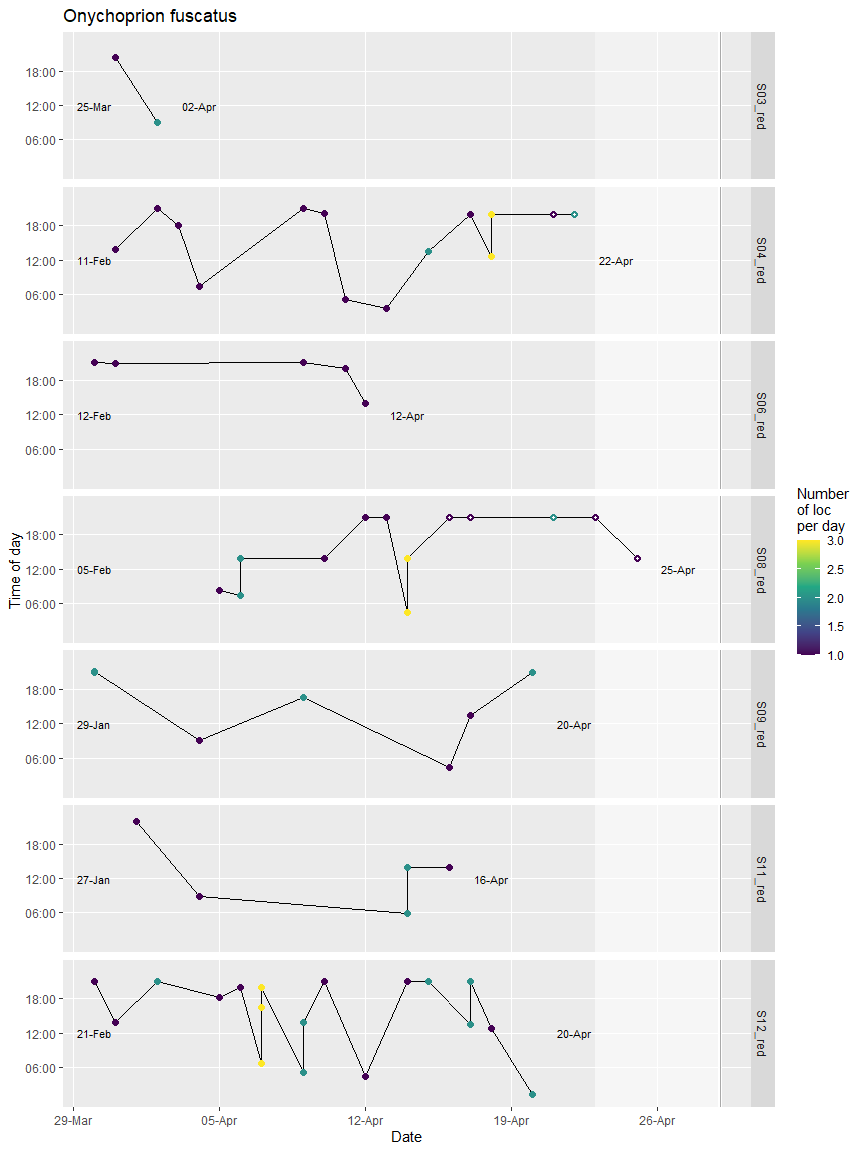 Onychoprion fuscatus
18:00
12:00
06:00
25-Mar
02-Apr
S03_red
18:00
12:00
06:00
11-Feb
22-Apr
S04_red
18:00
12:00
06:00
12-Feb
12-Apr
S06_red
18:00
12:00
06:00
05-Feb
25-Apr
S08_red
18:00
12:00
06:00
29-Jan
20-Apr
S09_red
18:00
12:00
06:00
27-Jan
16-Apr
S11_red
18:00
12:00
06:00
21-Feb
20-Apr
S12_red
29-Mar
05-Apr
12-Apr
19-Apr
26-Apr
Date
Time of day
Number
of loc
per day
3.0
2.5
2.0
1.5
1.0